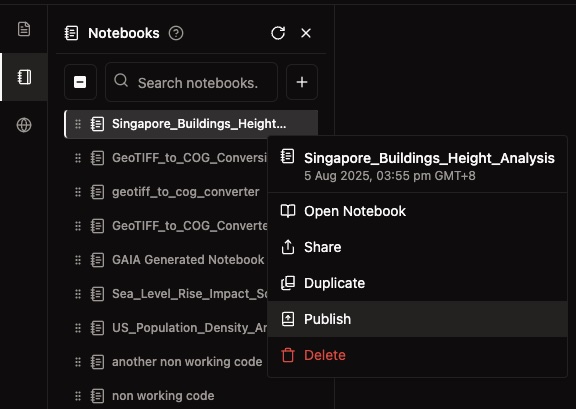 Notebooks
Search notebooks.
Singapore_Buildings_Height...
GeoTIFF_to_COG_Conversi
geotiff_to_cog_converter
GeoTIFF_to_COG_Converte
GAIA Generated Notebook
Sea_Level_Rise_Impact_Sc
US_Population_Density_An
another non working code
non working code
Singapore_Buildings_Height_Analysis
5 Aug 2025, 03:55 pm GMT+8
Open Notebook
Share
Duplicate
Publish
Delete